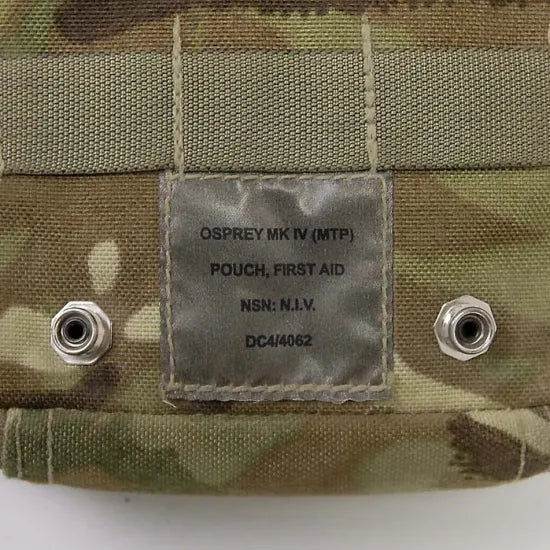 OSPREY MK IV (MTP)
POUCH, FIRST AID
NSN: N.I.V.
DC4/4062